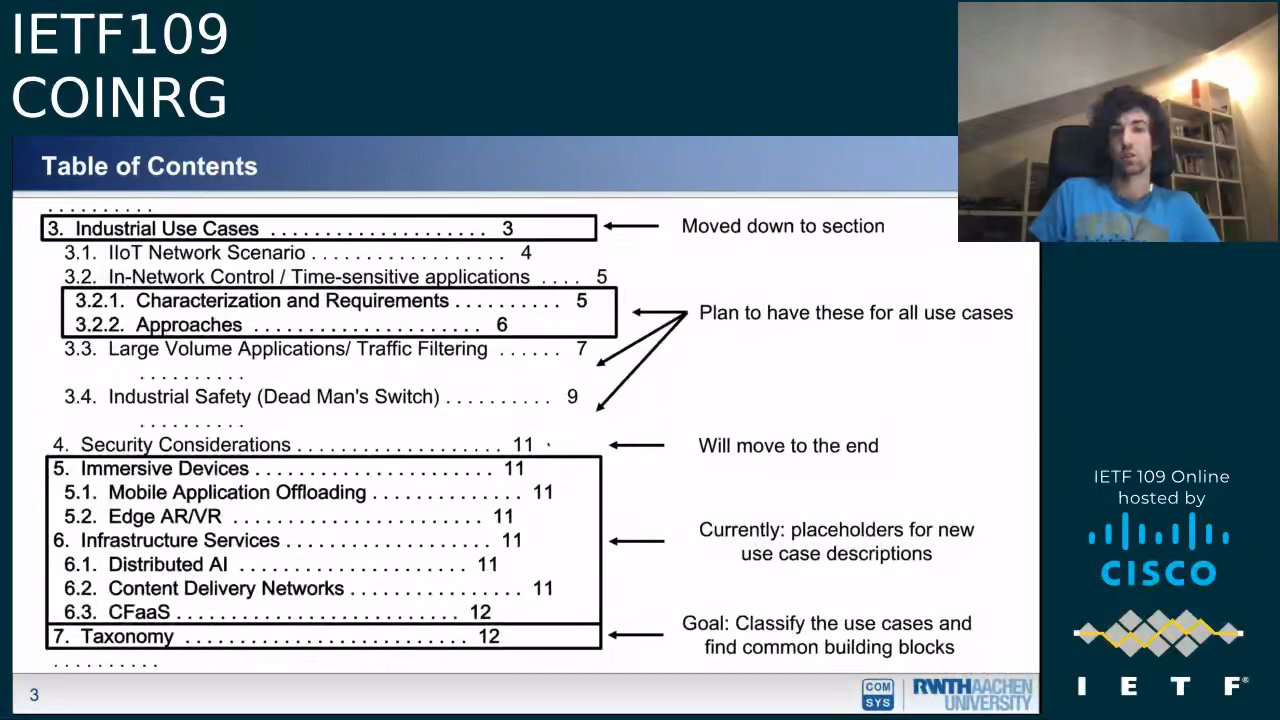 IETF109
COINRG
Table of Contents
. . . . . . . . . .
3. Industrial Use Cases . . . . . . . . . . . . . . . . . . . . 3
Moved down to section
3.1. IIoT Network Scenario . . . . . . . . . . . . . . . . . . 4
3.2. In-Network Control / Time-sensitive applications . . . . 5
3.2.1. Characterization and Requirements . . . . . . . . . . 5
Plan to have these for all use cases
3.2.2. Approaches . . . . . . . . . . . . . . . . . . . . . 6
3.3. Large Volume Applications/ Traffic Filtering . . . . . . 7
. . . . . . . . . .
3.4. Industrial Safety (Dead Man's Switch) . . . . . . . . . . 9
. . . . . . . . . .
4. Security Considerations . . . . . . . . . . . . . . . . . . . 11
Will move to the end
5. Immersive Devices . . . . . . . . . . . . . . . . . . . . . . 11
5.1. Mobile Application Offloading . . . . . . . . . . . . . . 11
5.2. Edge AR/VR . . . . . . . . . . . . . . . . . . . . . . . 11
6. Infrastructure Services . . . . . . . . . . . . . . . . . . . 11
Currently: placeholders for new
use case descriptions
6.1. Distributed AI . . . . . . . . . . . . . . . . . . . . . 11
6.2. Content Delivery Networks . . . . . . . . . . . . . . . . 11
6.3. CFaaS . . . . . . . . . . . . . . . . . . . . . . . . . . 12
7. Taxonomy . . . . . . . . . . . . . . . . . . . . . . . . . . 12
Goal: Classify the use cases and
find common building blocks
. . . . . . . . . .
3
COM
SYS
RWTHAACHEN
UNIVERSITY
IETF 109 Online
hosted by
CISCO
I E T F®